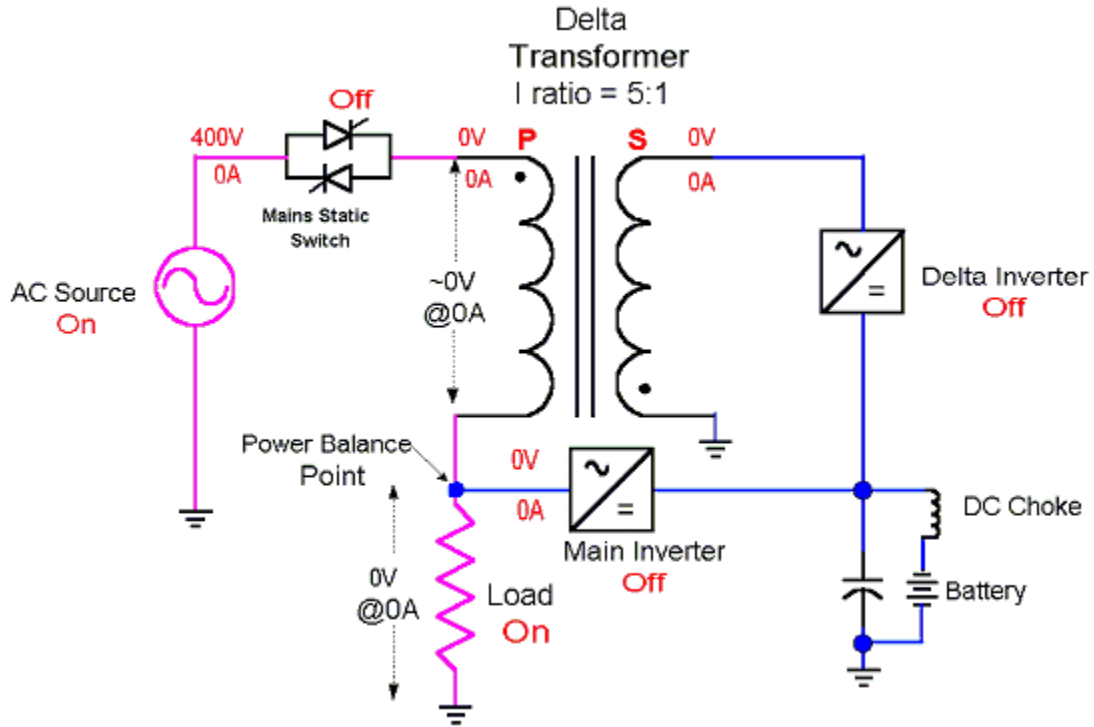 Delta
Transformer
I ratio = 5:1
Off
400V
0A
Mains Static
Switch
0V
P
0A
S
0V
0A
AC Source
On
~0V
@0A
~
=
Delta Inverter
Off
Power Balance
Point
0V
0A
~
=
Main Inverter
Off
DC Choke
Battery
0V
@0A
Load
On